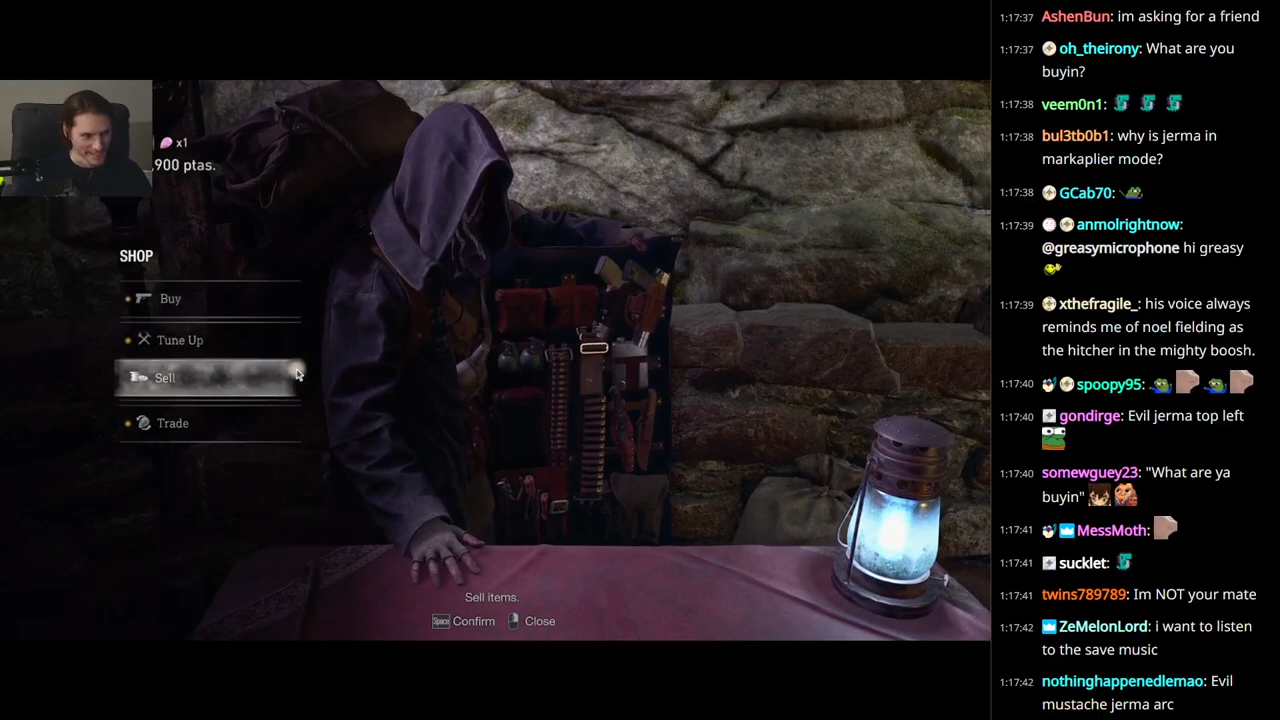 x1
900 ptas.
SHOP
Buy
Tune Up
Sell
Trade
Sell items.
Space Confirm Close
1:17:37 AshenBun: im asking for a friend
1:17:37 oh_theirony: What are you
buyin?
1:17:38 veem0n1:
1:17:38 bul3tb0b1: why is jerma in
markaplier mode?
1:17:38 GCab70:
1:17:39 anmolrightnow:
@greasymicrophone hi greasy
1:17:39 xthefragile_: his voice always
reminds me of noel fielding as
the hitcher in the mighty boosh.
1:17:40 spoopy95:
1:17:40 gondirge: Evil jerma top left
1:17:40 somewguey23: "What are ya
buyin"
1:17:41 MessMoth:
1:17:41 sucklet:
1:17:41 twins789789: Im NOT your mate
1:17:42 ZeMelonLord: i want to listen
to the save music
1:17:42 nothinghappenedlemao: Evil
mustache jerma arc